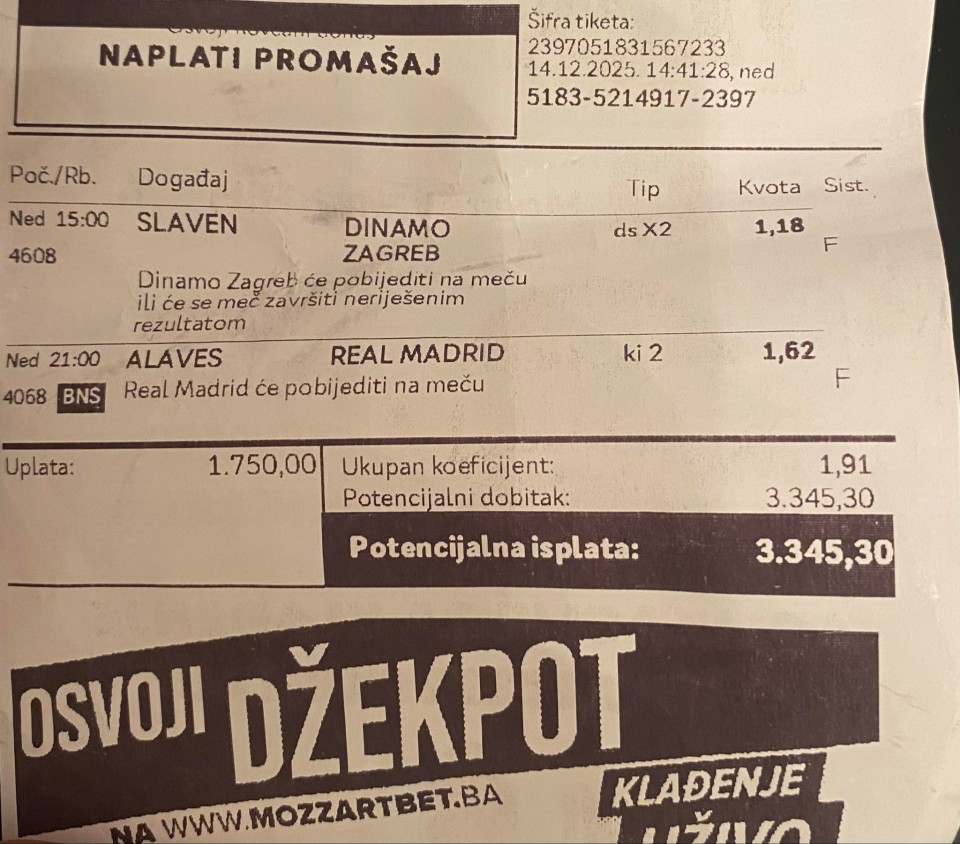 NAPLATI PROMAŠAJ
Šifra tiketa:
2397051831567233
14.12.2025. 14:41:28, ned
5183-5214917-2397
Poč./Rb. Događaj Tip Kvota Sist.
Ned 15:00 SLAVEN DINAMO ZAGREB ds X2 1,18 F
4608
Dinamo Zagreb će pobijediti na meču
ili će se meč završiti neriješenim
rezultatom
Ned 21:00 ALAVES REAL MADRID ki 2 1,62 F
4068 BNS Real Madrid će pobijediti na meču
Uplata: 1.750,00
Ukupan koeficijent: 1,91
Potencijalni dobitak: 3.345,30
Potencijalna isplata: 3.345,30
OSVOJI DŽEKPOT
NA WWW.MOZZARTBET.BA
KLAĐENJE
UŽIVO